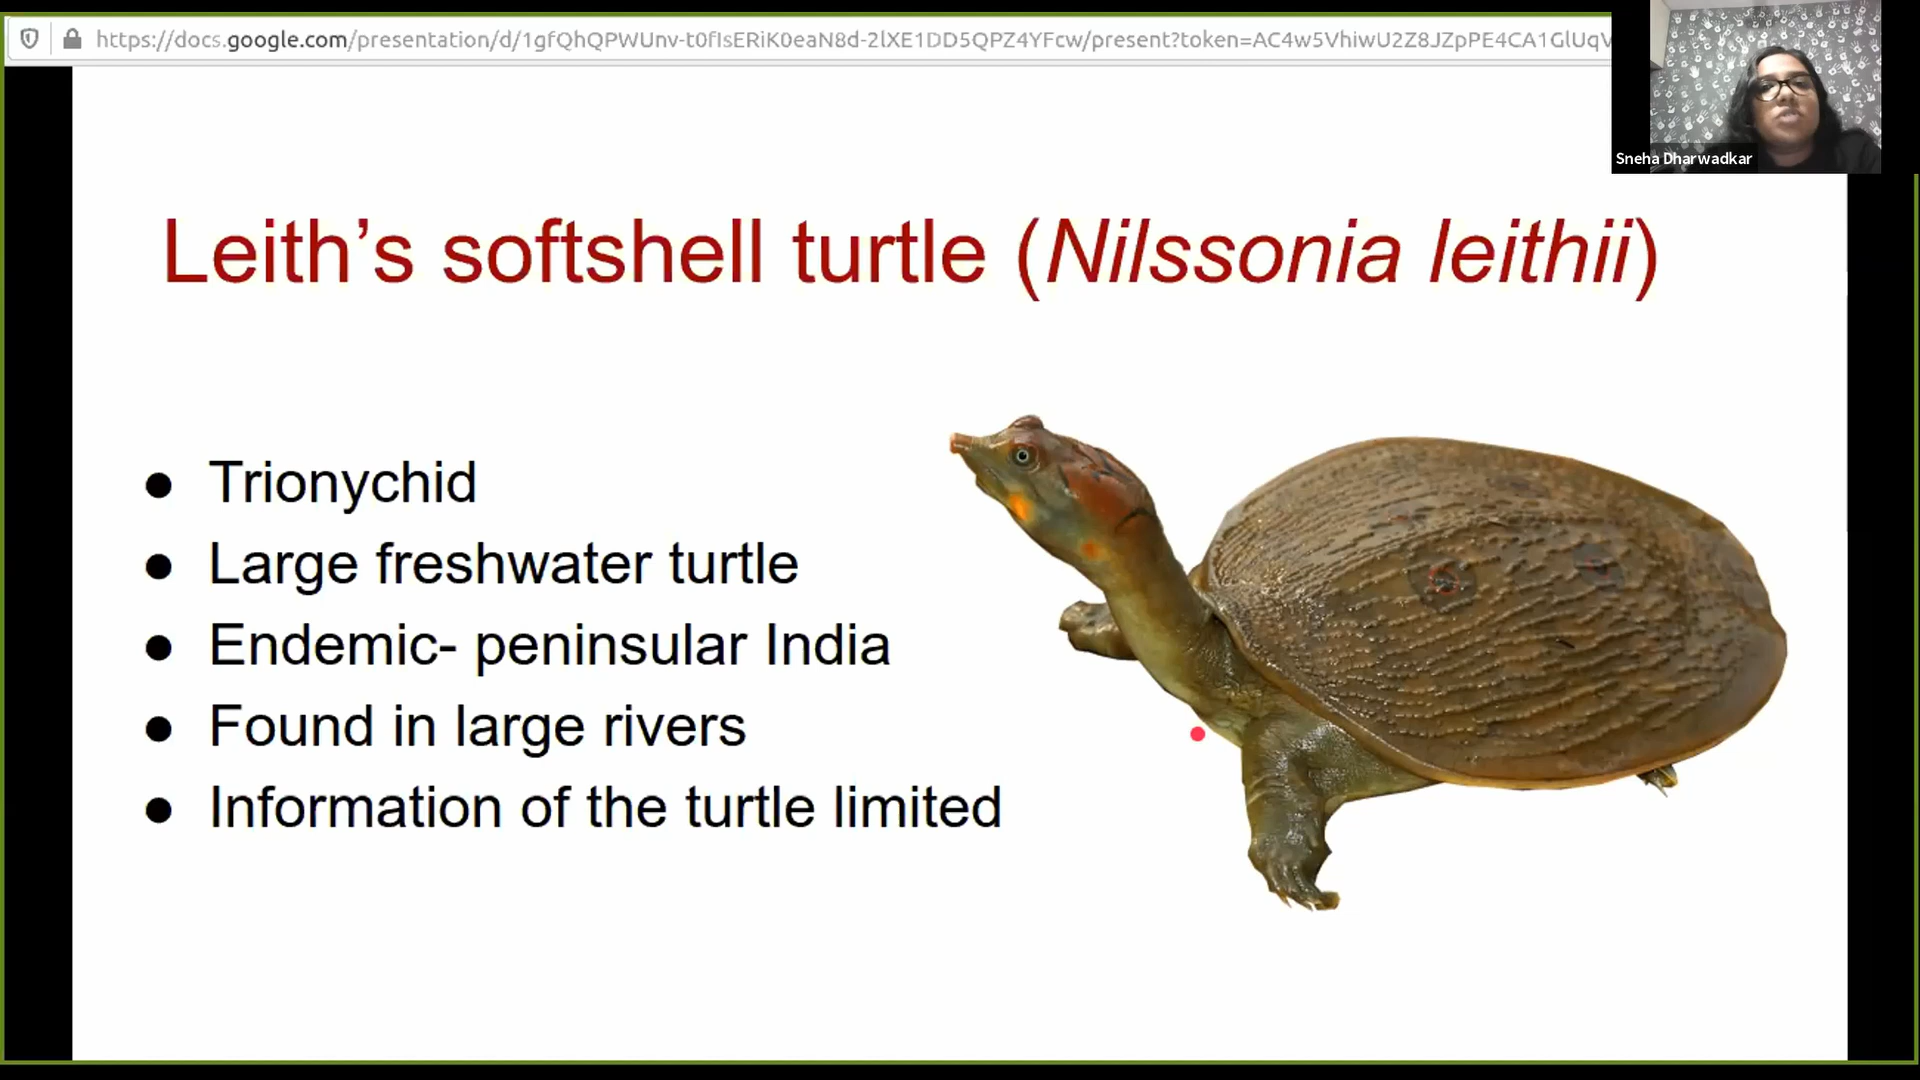 https://docs.google.com/presentation/d/1gfQhQPWUnv-t0fIsERiK0eaN8d-2lXE1DD5QPZ4YFcw/present?token=AC4w5VhiwU2Z8JZpPE4CA1GlUqV
Sneha Dharwadkar
Leith’s softshell turtle (Nilssonia leithii)
● Trionychid
● Large freshwater turtle
● Endemic- peninsular India
● Found in large rivers
● Information of the turtle limited